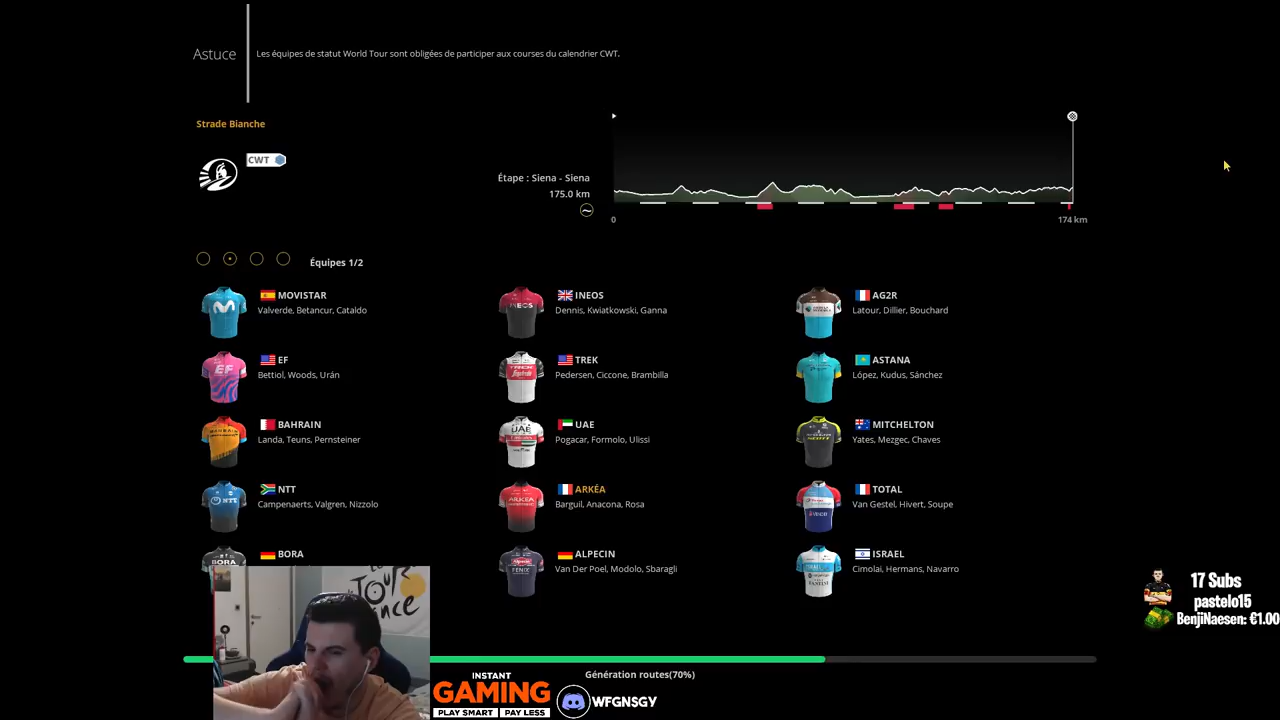 Astuce
Les équipes de statut World Tour sont obligées de participer aux courses du calendrier CWT.
Strade Bianche
CWT
Étape : Siena - Siena
175.0 km
0
174 km
Équipes 1/2
MOVISTAR
Valverde, Betancur, Cataldo
INEOS
Dennis, Kwiatkowski, Ganna
AG2R
Latour, Dillier, Bouchard
EF
Bettiol, Woods, Urán
TREK
Pedersen, Ciccone, Brambilla
ASTANA
López, Kudus, Sánchez
BAHRAIN
Landa, Teuns, Pernsteiner
UAE
Pogacar, Formolo, Ulissi
MITCHELTON
Yates, Mezgec, Chaves
NTT
Campenaerts, Valgren, Nizzolo
ARKÉA
Barguil, Anacona, Rosa
TOTAL
Van Gestel, Hivert, Soupe
BORA
ALPECIN
Van Der Poel, Modolo, Sbaragli
ISRAEL
Cimolai, Hermans, Navarro
17 Subs
pastelo15
BenjiNaesen: €1.00
Génération routes(70%)
INSTANT
GAMING
PLAY SMART PAY LESS
WFGNSGY